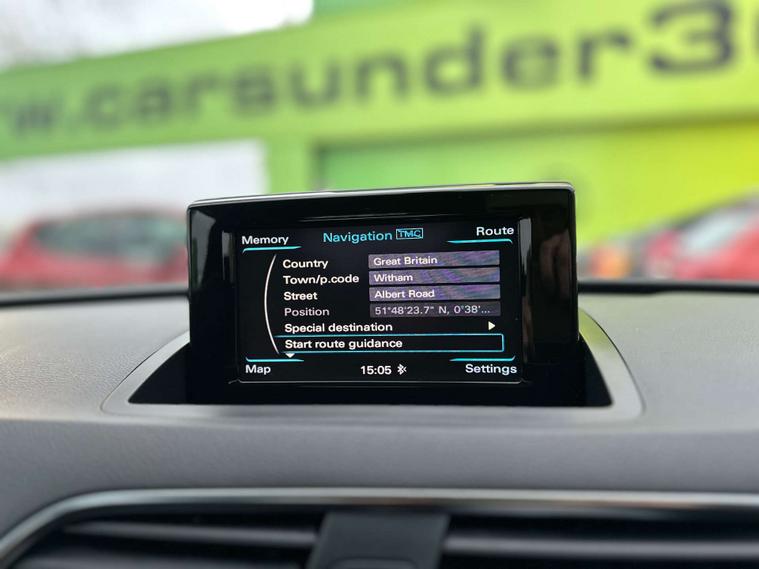 w.carsunder3
Memory
Navigation TMC
Route
Country Great Britain
Town/p.code Witham
Street Albert Road
Position 51°48'23.7" N, 0°38'...
Special destination
Start route guidance
Map
15:05
Settings